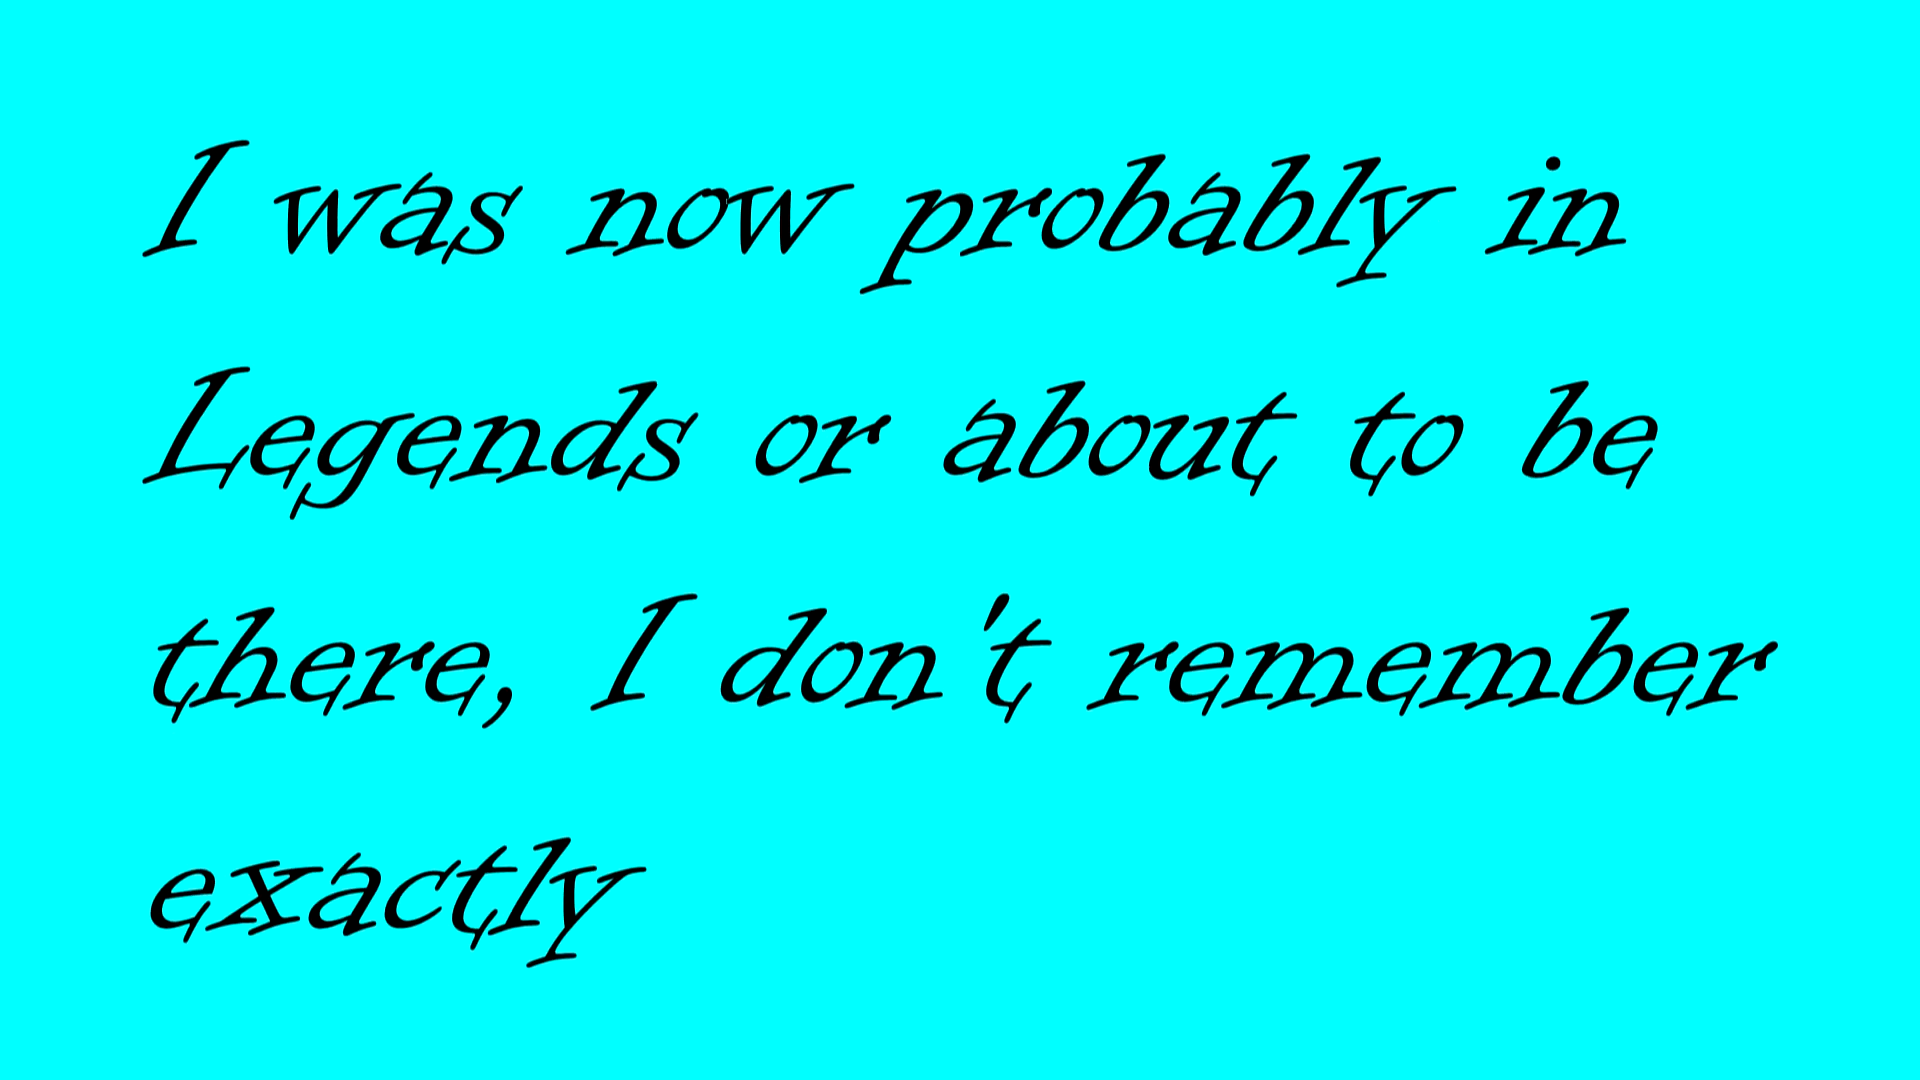 I was now probably in
Legends or about to be
there, I don't remember
exactly